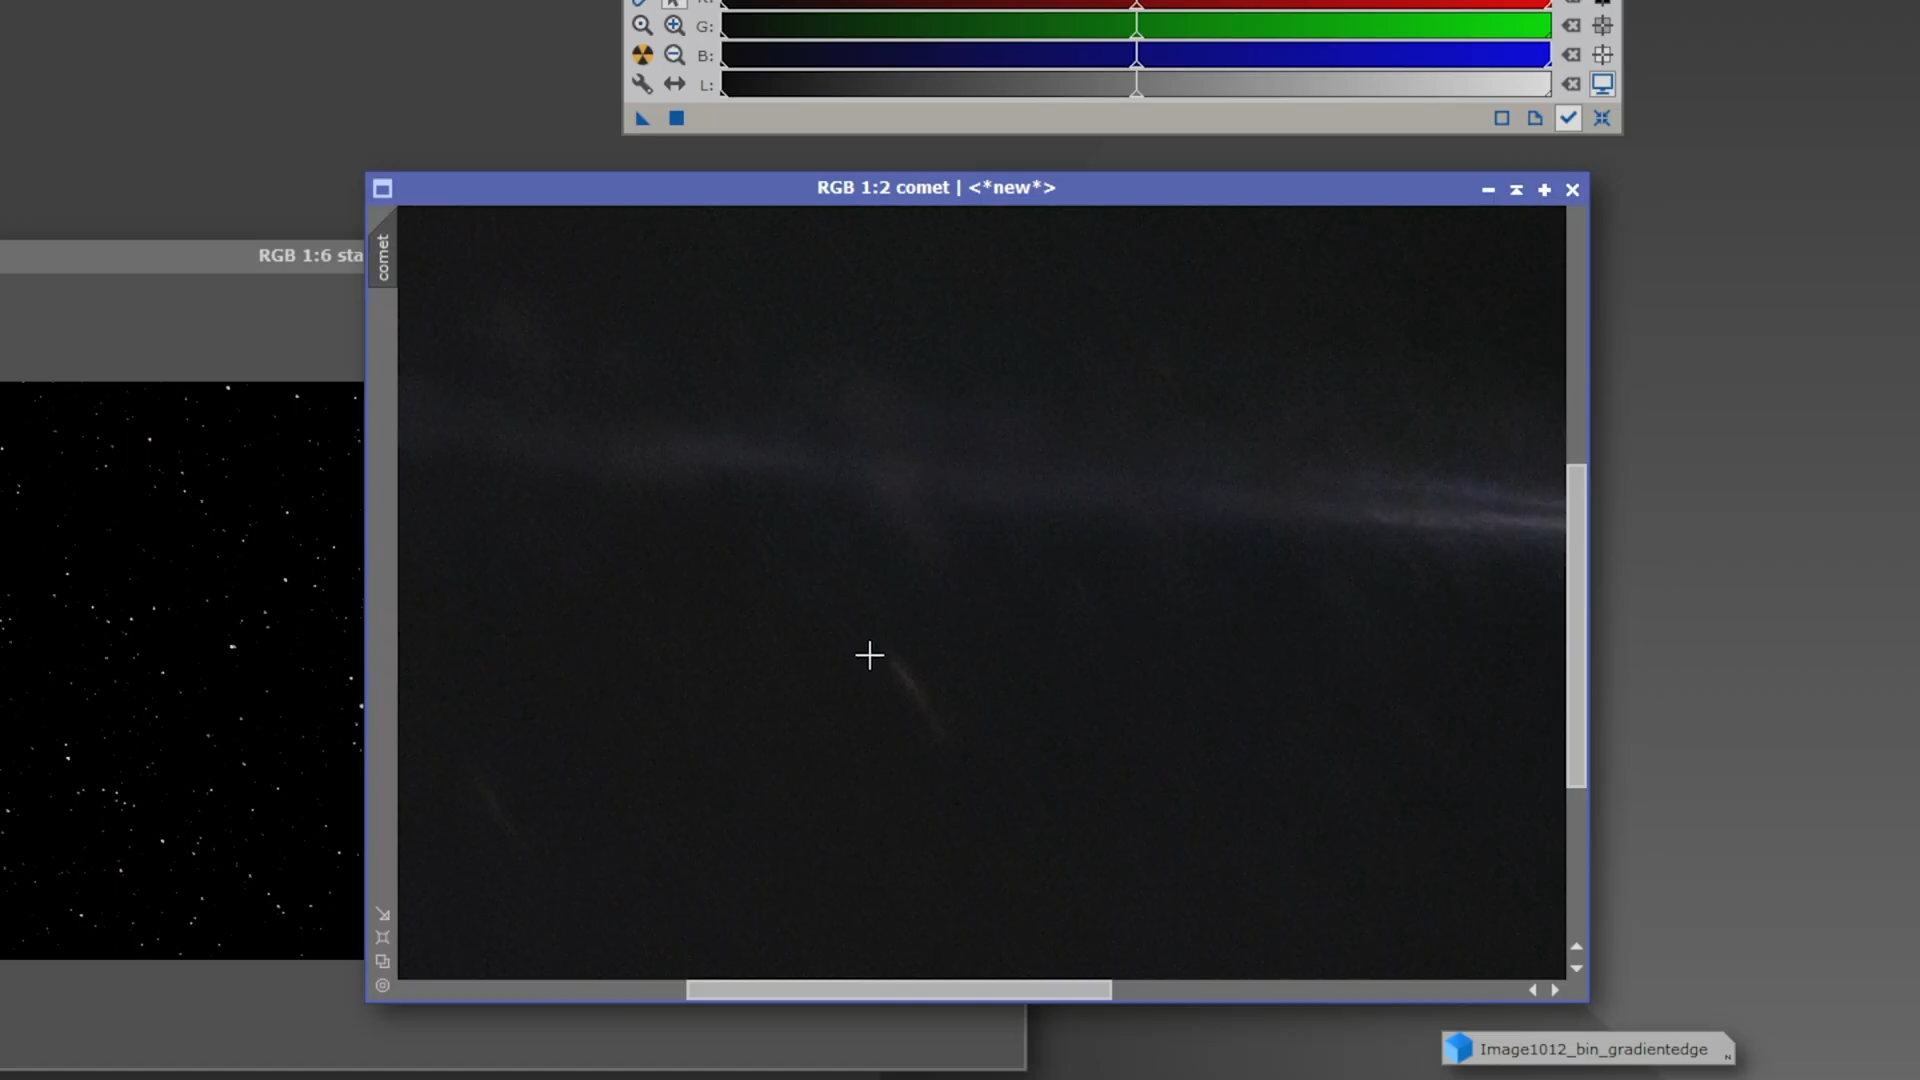 G:
B:
L:
RGB 1:2 comet | <*new*>
comet
RGB 1:6 sta
Image1012_bin_gradientedge
N